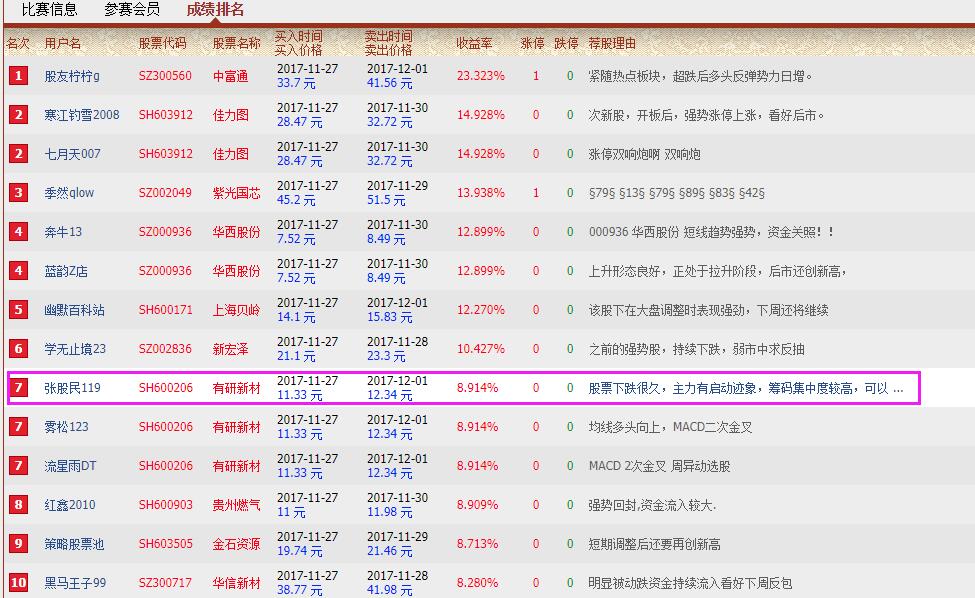 比赛信息 参赛会员 成绩排名
名次 用户名 股票代码 股票名称 买入时间 卖出时间 收益率 涨停 跌停 荐股理由
买入价格 卖出价格
1 股友柠柠g SZ300560 中富通 2017-11-27 2017-12-01 23.323% 1 0 紧随热点板块，超跌后多头反弹势力日增。
33.7 元 41.56 元
2 寒江钓雪2008 SH603912 佳力图 2017-11-27 2017-11-30 14.928% 0 0 次新股，开板后，强势涨停上涨，看好后市。
28.47 元 32.72 元
2 七月天007 SH603912 佳力图 2017-11-27 2017-11-30 14.928% 0 0 涨停双响炮啊 双响炮
28.47 元 32.72 元
3 季然qlow SZ002049 紫光国芯 2017-11-27 2017-11-29 13.938% 1 0 §79§ §13§ §79§ §89§ §83§ §42§
45.2 元 51.5 元
4 奔牛13 SZ000936 华西股份 2017-11-27 2017-11-30 12.899% 0 0 000936 华西股份 短线趋势强势，资金关照！！
7.52 元 8.49 元
4 蓝韵Z店 SZ000936 华西股份 2017-11-27 2017-11-30 12.899% 0 0 上升形态良好，正处于拉升阶段，后市还创新高，
7.52 元 8.49 元
5 幽默百科站 SH600171 上海贝岭 2017-11-27 2017-12-01 12.270% 0 0 该股下在大盘调整时表现强劲，下周还将继续
14.1 元 15.83 元
6 学无止境23 SZ002836 新宏泽 2017-11-27 2017-11-28 10.427% 0 0 之前的强势股，持续下跌，弱市中求反抽
21.1 元 23.3 元
7 张股民119 SH600206 有研新材 2017-11-27 2017-12-01 8.914% 0 0 股票下跌很久，主力有启动迹象，筹码集中度较高，可以 ...
11.33 元 12.34 元
7 雾松123 SH600206 有研新材 2017-11-27 2017-12-01 8.914% 0 0 均线多头向上，MACD二次金叉
11.33 元 12.34 元
7 流星雨DT SH600206 有研新材 2017-11-27 2017-12-01 8.914% 0 0 MACD 2次金叉 周异动选股
11.33 元 12.34 元
8 红鑫2010 SH600903 贵州燃气 2017-11-27 2017-11-30 8.909% 0 0 强势回封,资金流入较大.
11 元 11.98 元
9 策略股票池 SH603505 金石资源 2017-11-27 2017-11-29 8.713% 0 0 短期调整后还要再创新高
19.74 元 21.46 元
10 黑马王子99 SZ300717 华信新材 2017-11-27 2017-11-28 8.280% 0 0 明显被动跌资金持续流入看好下周反包
38.77 元 41.98 元